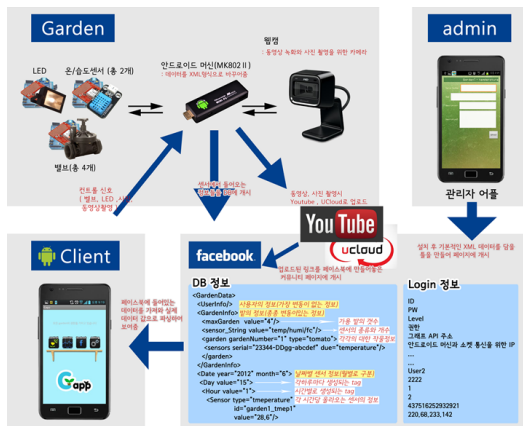 Garden
admin
LED
온/습도센서 (총 2개)
밸브(총 4개)
안드로이드 머신(MK802 II)
: 데이터를 XML형식으로 바꾸어줌
웹캠
: 동영상 녹화와 사진 촬영을 위한 카메라
관리자 어플
컨트롤 신호
( 밸브, LED ,사진,
동영상촬영 )
센서에서 들어오는
정보들을 DB에 게시
동영상, 사진 촬영시
Youtube , UCloud로 업로드
YouTube
ucloud
설치 후 기본적인 XML 데이터를 담을
틀을 만들어 페이지에 게시
Client
facebook
업로드된 링크를 페이스북에 만들어놓은
커뮤니티 페이지에 게시
페이스북에 들어있는
데이터를 가져와 실제
데이터 값으로 파싱하여
보여줌
Gapp
DB 정보
<GardenData>
<UserInfo/> 사용자의 정보(가장 변동이 없는 정보)
<GardenInfo> 밭의 정보(종종 변동이있는 정보)
<maxGarden value="4"/> 가용 밭의 갯수
<sensor_String value="temp/humi/fc"/> 센서의 종류와 개수
<garden gardenNumber="1" type="tomato"> 각각의 대한 작물정보
<sensors serial="23344-DDgg-abcdef" due="temperature"/>
</garden>
</GardenInfo>
<Date year="2012" month="6"> 날짜별 센서 정보(월별로 구분)
<Day value="15"> 각하루마다 생성되는 tag
<Hour value="1"> 시간별로 생성되는 tag
<Sensor type="tmeperature" 각 시간당 올라오는 센서의 정보
id="garden1_tmep1"
value="28.6"/>
Login 정보
ID
PW
Level
권한
그래프 API 주소
안드로이드 머신과 소켓 통신을 위한 IP
...
...
User2
2222
1
2
437516252932921
220,68,233,142